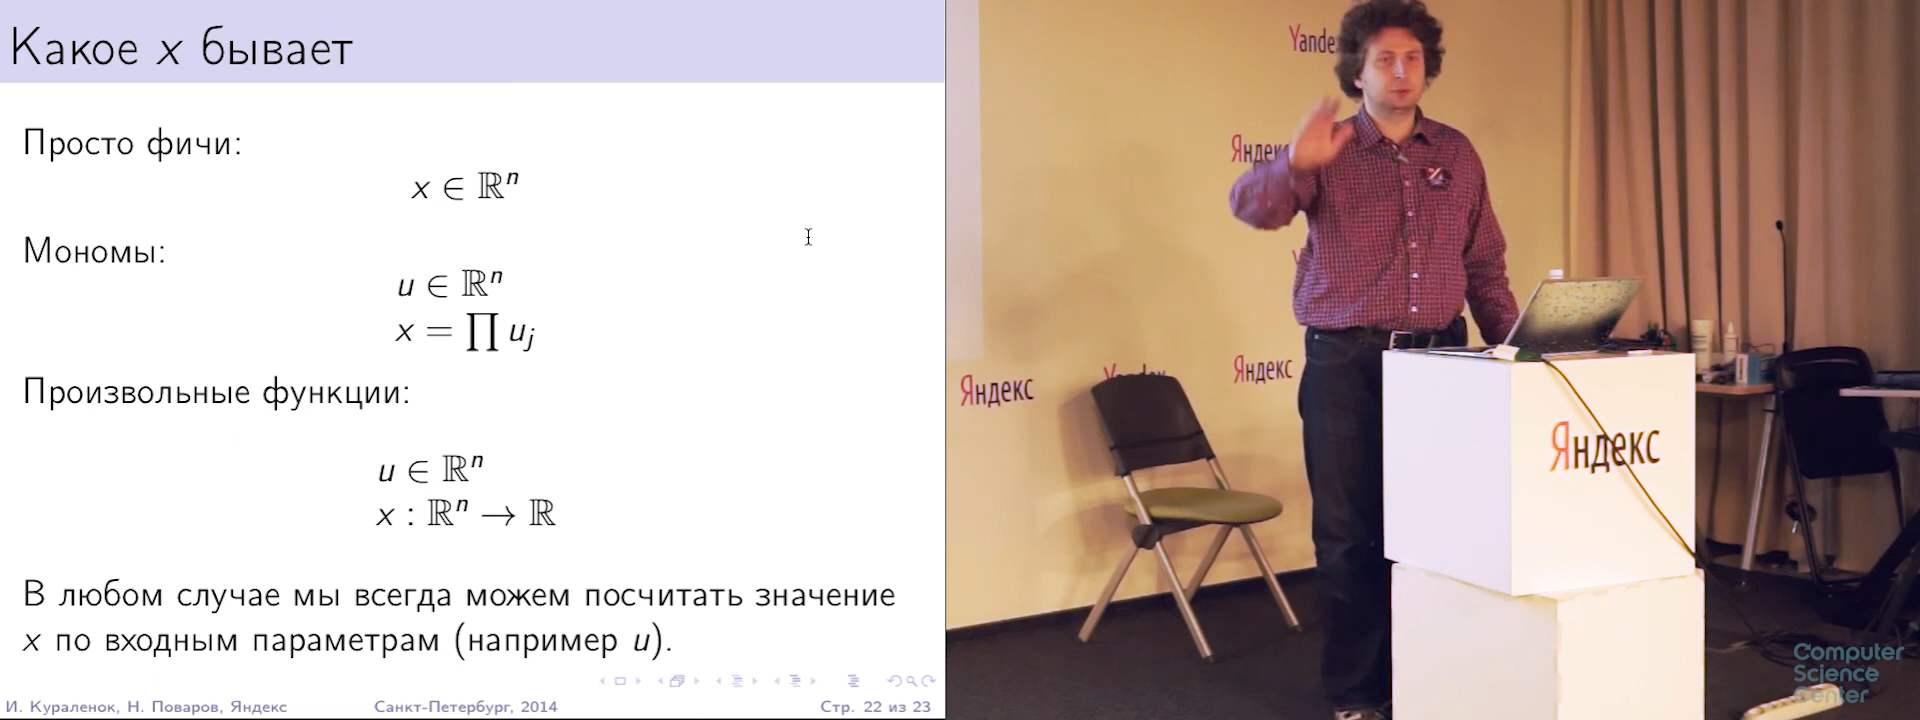 Какое x бывает
Просто фичи:
x ∈ ℝⁿ
Мономы:
u ∈ ℝⁿ
x = ∏ uⱼ
Произвольные функции:
u ∈ ℝⁿ
x : ℝⁿ → ℝ
В любом случае мы всегда можем посчитать значение
x по входным параметрам (например u).
И. Кураленок, Н. Поваров, Яндекс
Санкт-Петербург, 2014
Стр. 22 из 23
Yande
Яндекс
Яндекс
Яндекс
Yandex
Яндекс
Computer
Science
Center